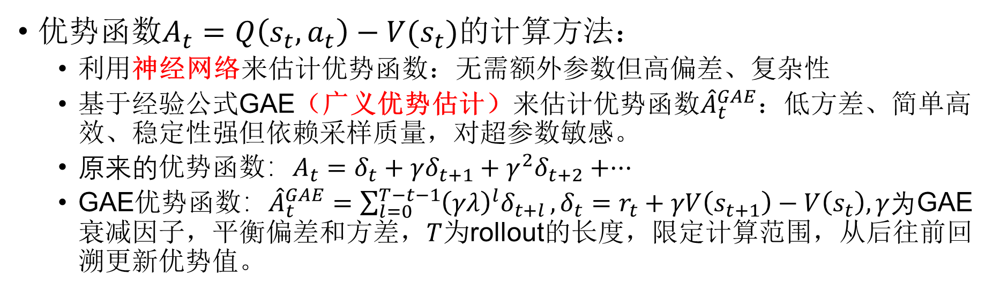 • 优势函数$A_t = Q(s_t, a_t) - V(s_t)$的计算方法：
• 利用神经网络来估计优势函数：无需额外参数但高偏差、复杂性
• 基于经验公式GAE（广义优势估计）来估计优势函数$\hat{A}_t^{GAE}$：低方差、简单高
效、稳定性强但依赖采样质量，对超参数敏感。
• 原来的优势函数：$A_t = \delta_t + \gamma\delta_{t+1} + \gamma^2\delta_{t+2} + \cdots$
• GAE优势函数：$\hat{A}_t^{GAE} = \sum_{l=0}^{T-t-1}(\gamma\lambda)^l\delta_{t+l}, \delta_t = r_t + \gamma V(s_{t+1}) - V(s_t), \gamma$为GAE
衰减因子，平衡偏差和方差，$T$为rollout的长度，限定计算范围，从后往前回
溯更新优势值。